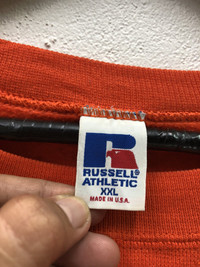 RUSSELL®
ATHLETIC
XXL
MADE IN U.S.A.